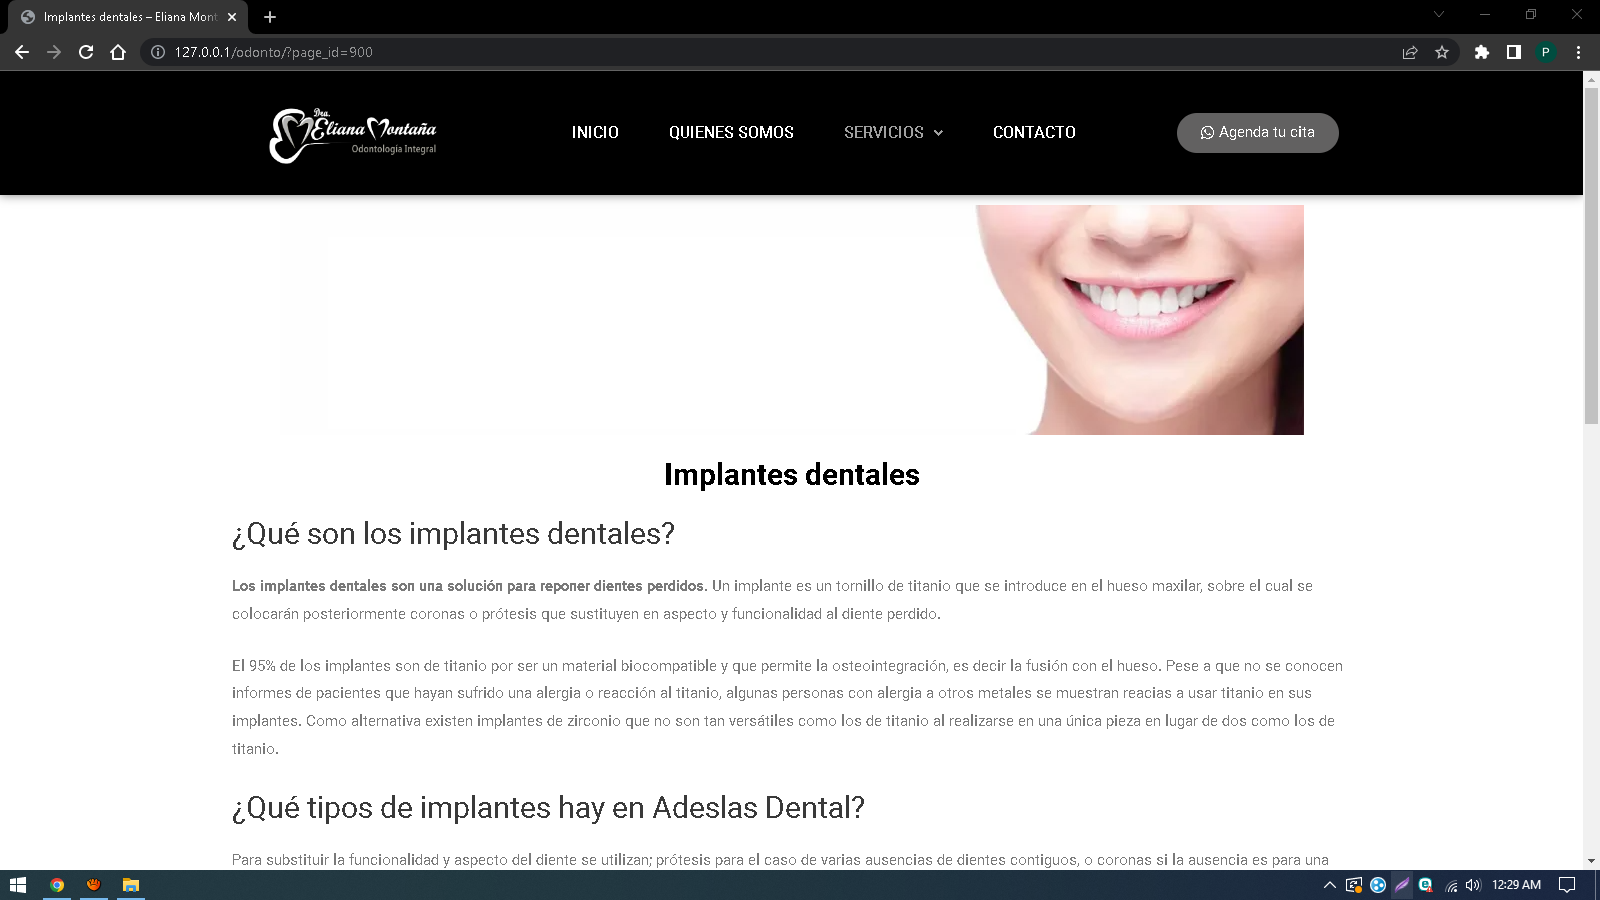 Implantes dentales – Eliana Mont
127.0.0.1/odonto/?page_id=900
P
Dra.
Eliana Montaña
Odontología Integral
INICIO
QUIENES SOMOS
SERVICIOS
CONTACTO
Agenda tu cita
Implantes dentales
¿Qué son los implantes dentales?
Los implantes dentales son una solución para reponer dientes perdidos. Un implante es un tornillo de titanio que se introduce en el hueso maxilar, sobre el cual se
colocarán posteriormente coronas o prótesis que sustituyen en aspecto y funcionalidad al diente perdido.
El 95% de los implantes son de titanio por ser un material biocompatible y que permite la osteointegración, es decir la fusión con el hueso. Pese a que no se conocen
informes de pacientes que hayan sufrido una alergia o reacción al titanio, algunas personas con alergia a otros metales se muestran reacias a usar titanio en sus
implantes. Como alternativa existen implantes de zirconio que no son tan versátiles como los de titanio al realizarse en una única pieza en lugar de dos como los de
titanio.
¿Qué tipos de implantes hay en Adeslas Dental?
Para substituir la funcionalidad y aspecto del diente se utilizan; prótesis para el caso de varias ausencias de dientes contiguos, o coronas si la ausencia es para una
12:29 AM